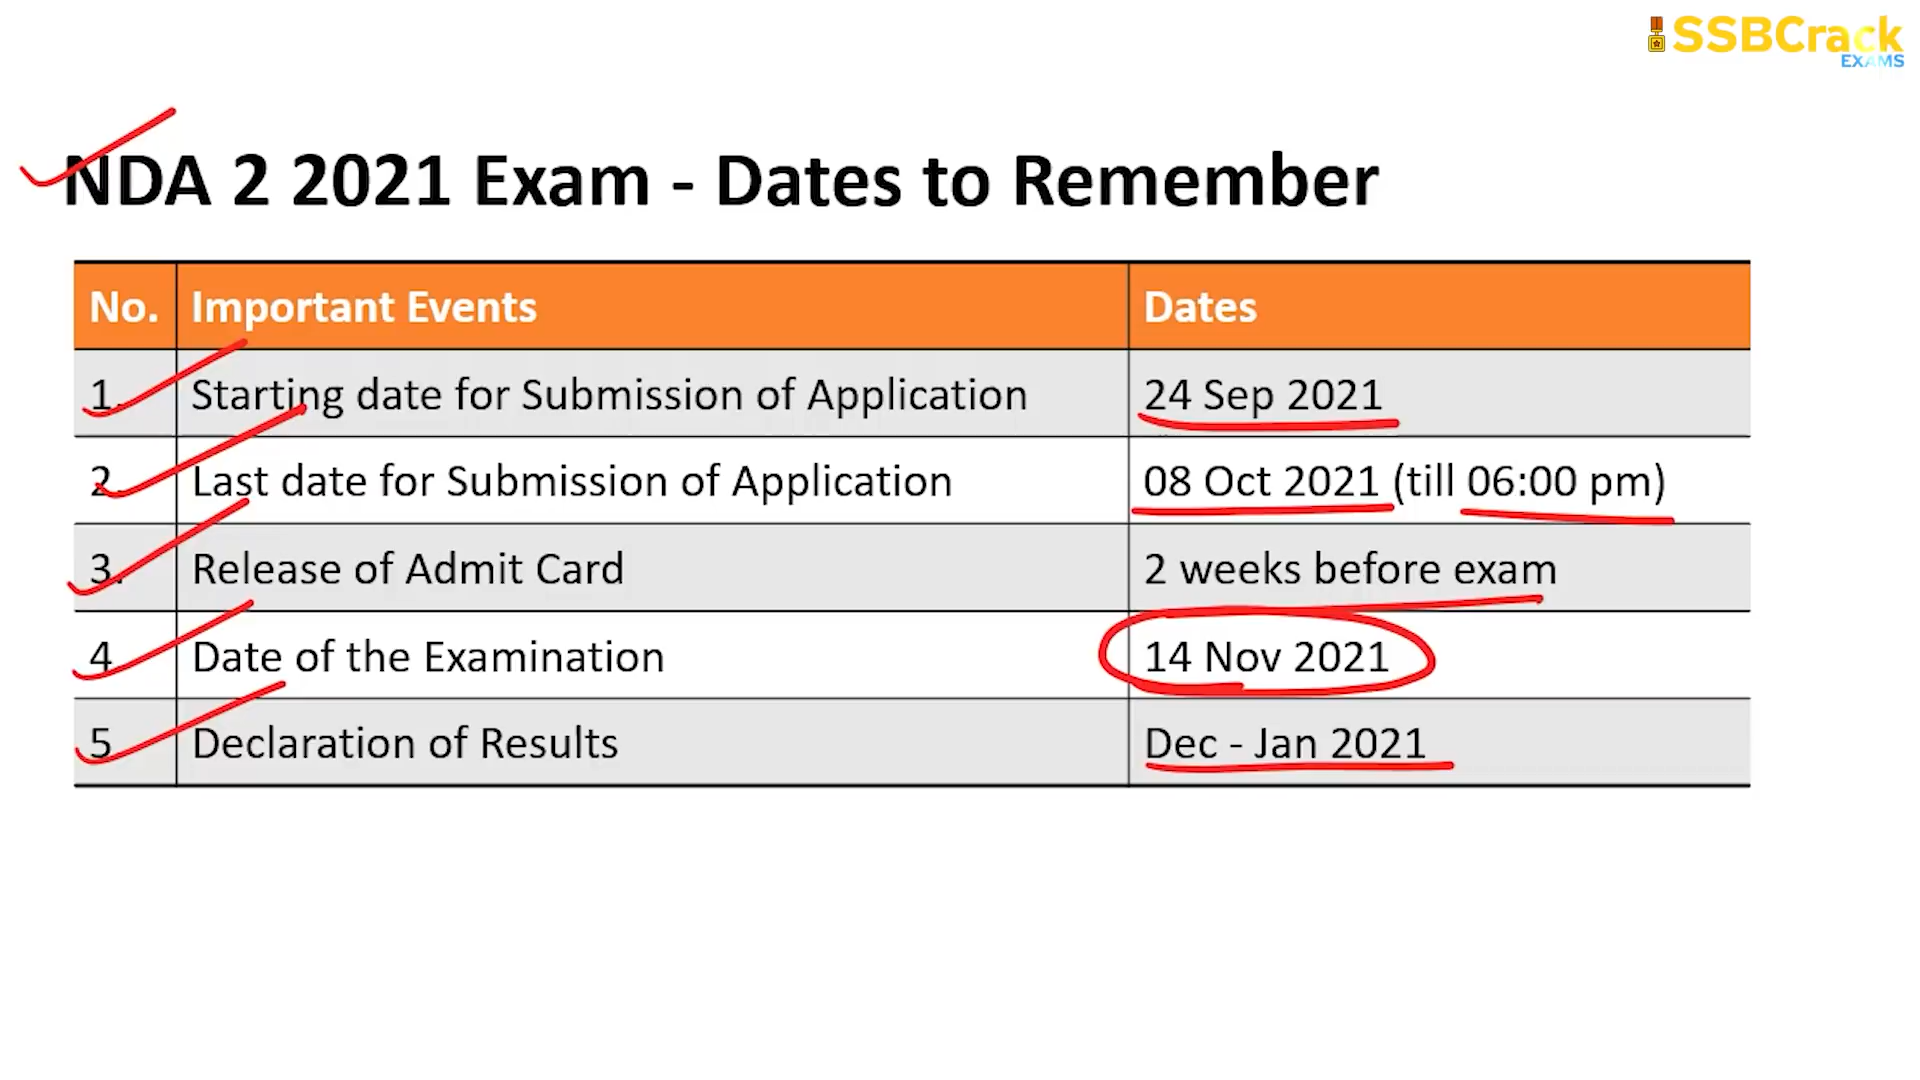 SSBCrack
EXAMS
NDA 2 2021 Exam - Dates to Remember
No. Important Events Dates
1. Starting date for Submission of Application 24 Sep 2021
2. Last date for Submission of Application 08 Oct 2021 (till 06:00 pm)
3. Release of Admit Card 2 weeks before exam
4. Date of the Examination 14 Nov 2021
5. Declaration of Results Dec - Jan 2021